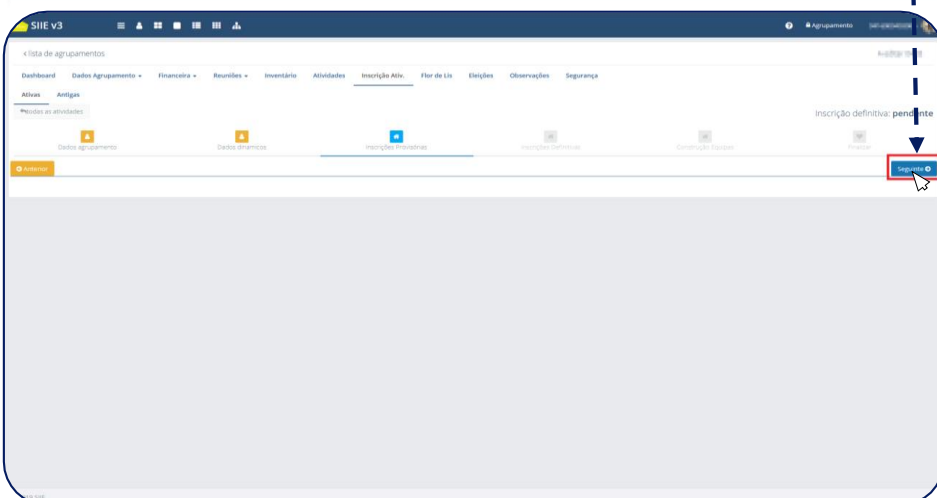 SIIE v3
Agrupamento
‹ lista de agrupamentos
Dashboard Dados Agrupamento Financeira Reuniões Inventário Atividades Inscrição Ativ. Flor de Lis Eleições Observações Segurança
Ativas Antigas
todas as atividades
Inscrição definitiva: pendente
Dados agrupamento Dados dinamicos Inscrições Provisórias Inscrições Definitivas Construção Equipas Finalizar
Anterior Seguinte